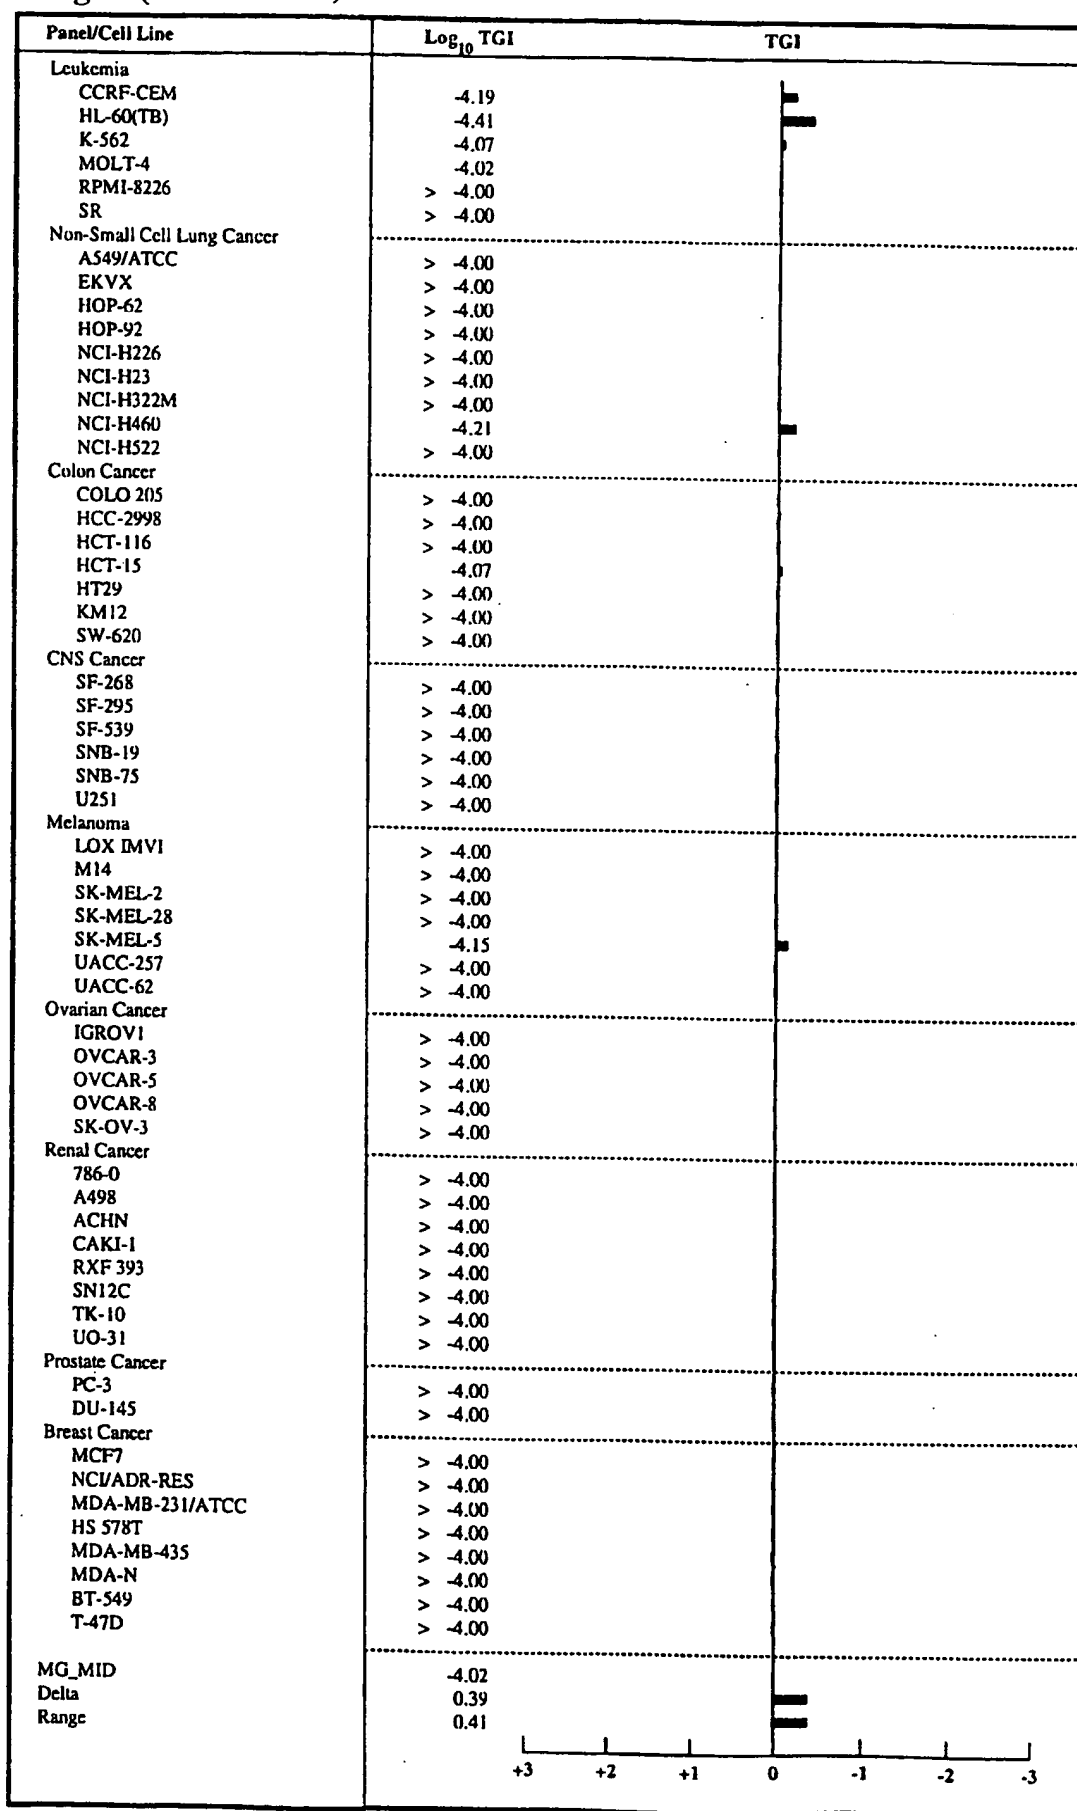 Panel/Cell Line Log10 TGI TGI
Leukemia
CCRF-CEM -4.19
HL-60(TB) -4.41
K-562 -4.07
MOLT-4 -4.02
RPMI-8226 > -4.00
SR > -4.00
Non-Small Cell Lung Cancer
A549/ATCC > -4.00
EKVX > -4.00
HOP-62 > -4.00
HOP-92 > -4.00
NCI-H226 > -4.00
NCI-H23 > -4.00
NCI-H322M > -4.00
NCI-H460 -4.21
NCI-H522 > -4.00
Colon Cancer
COLO 205 > -4.00
HCC-2998 > -4.00
HCT-116 > -4.00
HCT-15 -4.07
HT29 > -4.00
KM12 > -4.00
SW-620 > -4.00
CNS Cancer
SF-268 > -4.00
SF-295 > -4.00
SF-539 > -4.00
SNB-19 > -4.00
SNB-75 > -4.00
U251 > -4.00
Melanoma
LOX IMVI > -4.00
M14 > -4.00
SK-MEL-2 > -4.00
SK-MEL-28 > -4.00
SK-MEL-5 -4.15
UACC-257 > -4.00
UACC-62 > -4.00
Ovarian Cancer
IGROV1 > -4.00
OVCAR-3 > -4.00
OVCAR-5 > -4.00
OVCAR-8 > -4.00
SK-OV-3 > -4.00
Renal Cancer
786-0 > -4.00
A498 > -4.00
ACHN > -4.00
CAKI-1 > -4.00
RXF 393 > -4.00
SN12C > -4.00
TK-10 > -4.00
UO-31 > -4.00
Prostate Cancer
PC-3 > -4.00
DU-145 > -4.00
Breast Cancer
MCF7 > -4.00
NCI/ADR-RES > -4.00
MDA-MB-231/ATCC > -4.00
HS 578T > -4.00
MDA-MB-435 > -4.00
MDA-N > -4.00
BT-549 > -4.00
T-47D > -4.00
MG_MID -4.02
Delta 0.39
Range 0.41
+3 +2 +1 0 -1 -2 -3